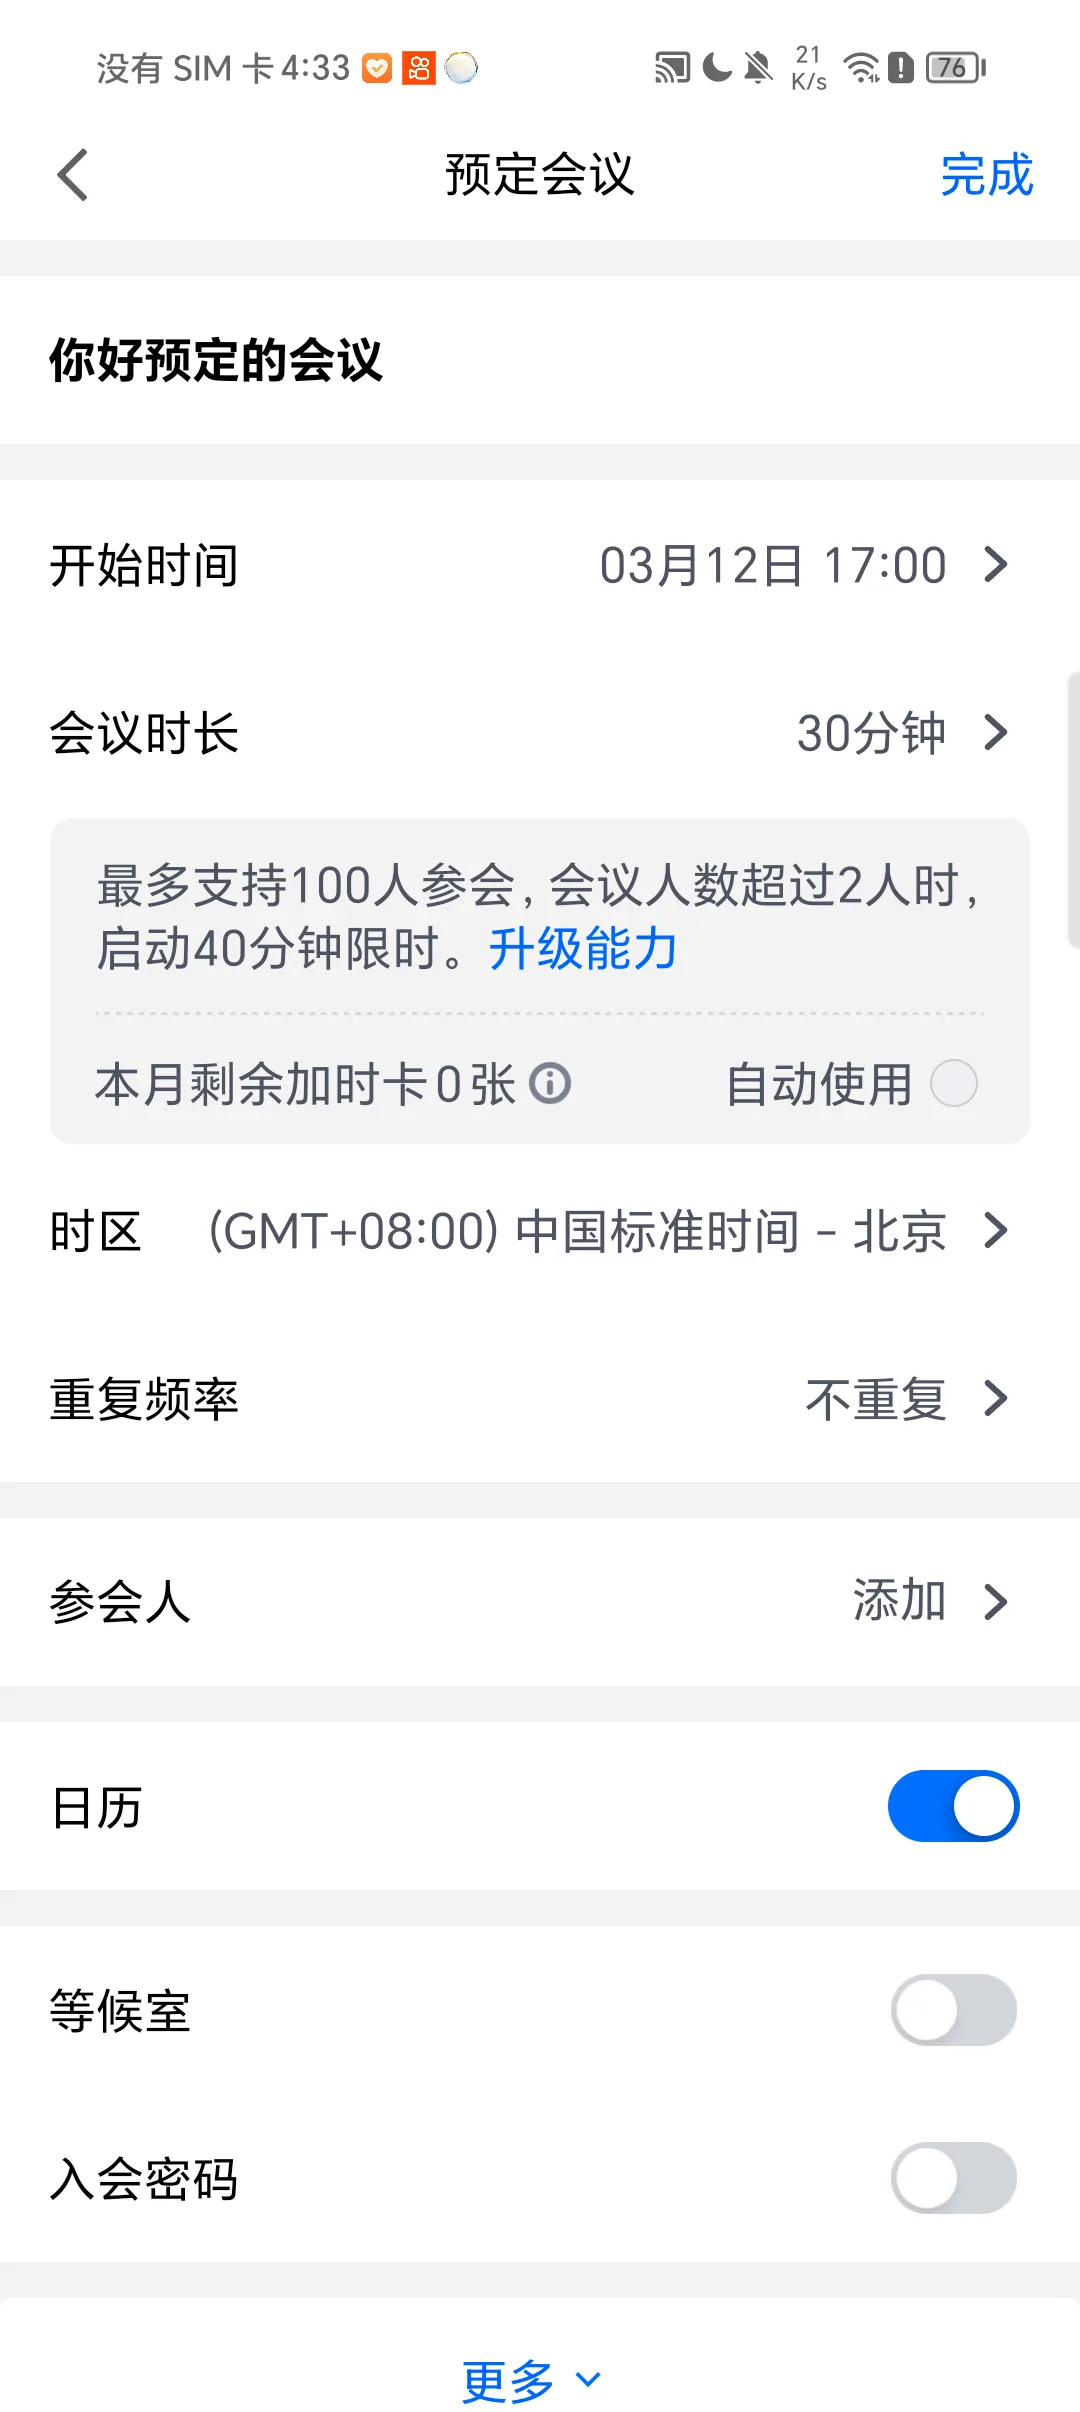 没有 SIM 卡 4:33
21 K/s
76
预定会议
完成
你好预定的会议
开始时间 03月12日 17:00
会议时长 30分钟
最多支持100人参会，会议人数超过2人时，
启动40分钟限时。升级能力
本月剩余加时卡0张 自动使用
时区 (GMT+08:00) 中国标准时间 – 北京
重复频率 不重复
参会人 添加
日历
等候室
入会密码
更多